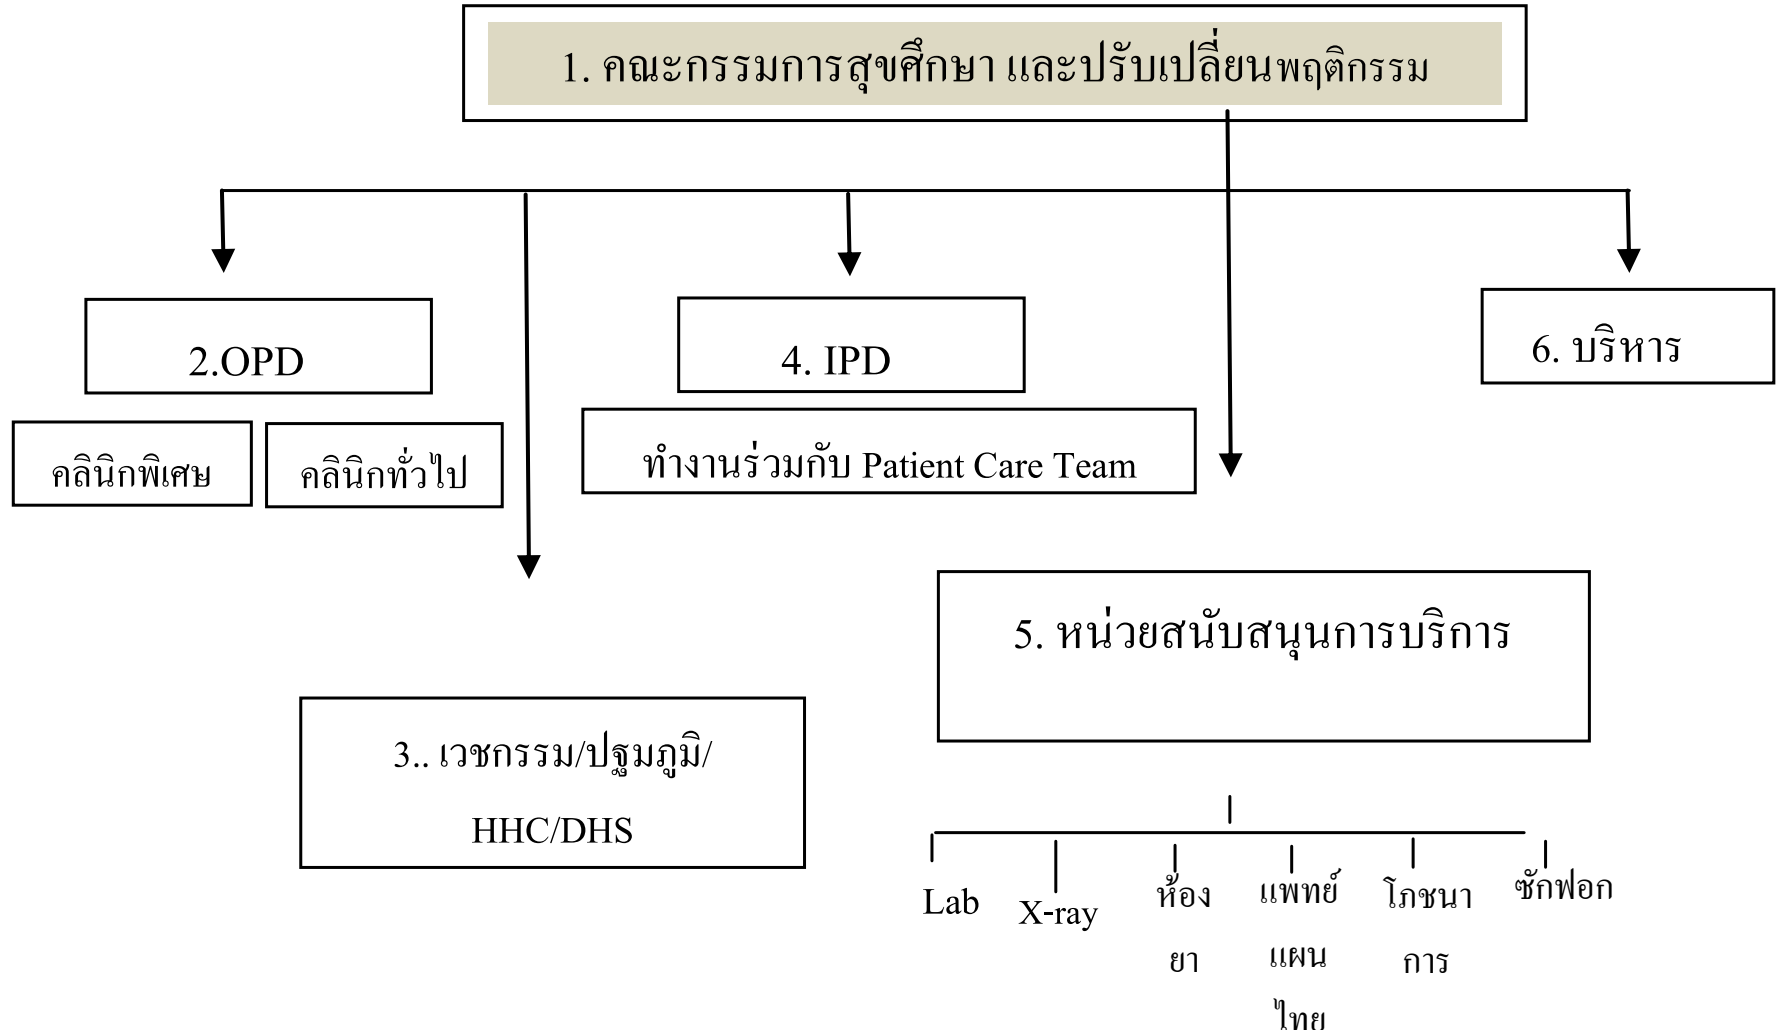 1. คณะกรรมการสุขศึกษา และปรับเปลี่ยนพฤติกรรม
2.OPD
4. IPD
6. บริหาร
คลินิกพิเศษ
คลินิกทั่วไป
ทำงานร่วมกับ Patient Care Team
5. หน่วยสนับสนุนการบริการ
3.. เวชกรรม/ปฐมภูมิ/
HHC/DHS
Lab
X-ray
ห้อง
ยา
แพทย์
แผน
ไทย
โภชนา
การ
ซักฟอก